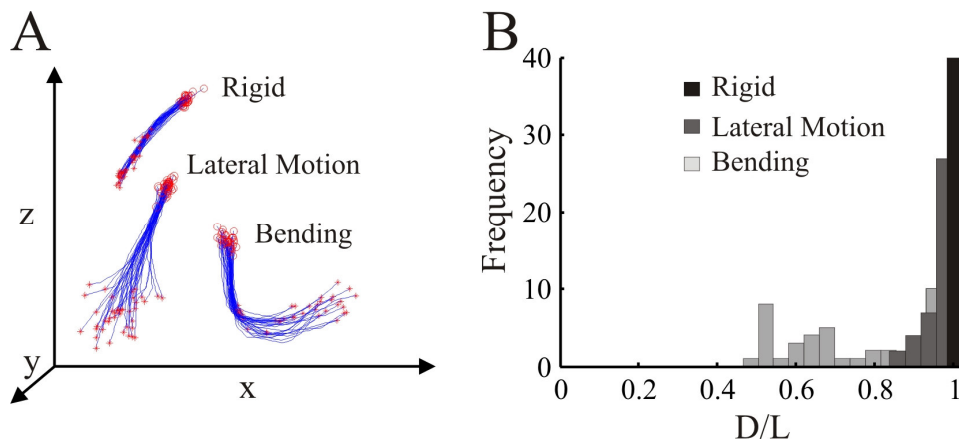 A
Rigid
Lateral Motion
Bending
z
y
x
B
Frequency
40
30
20
10
0
Rigid
Lateral Motion
Bending
0 0.2 0.4 0.6 0.8 1
D/L